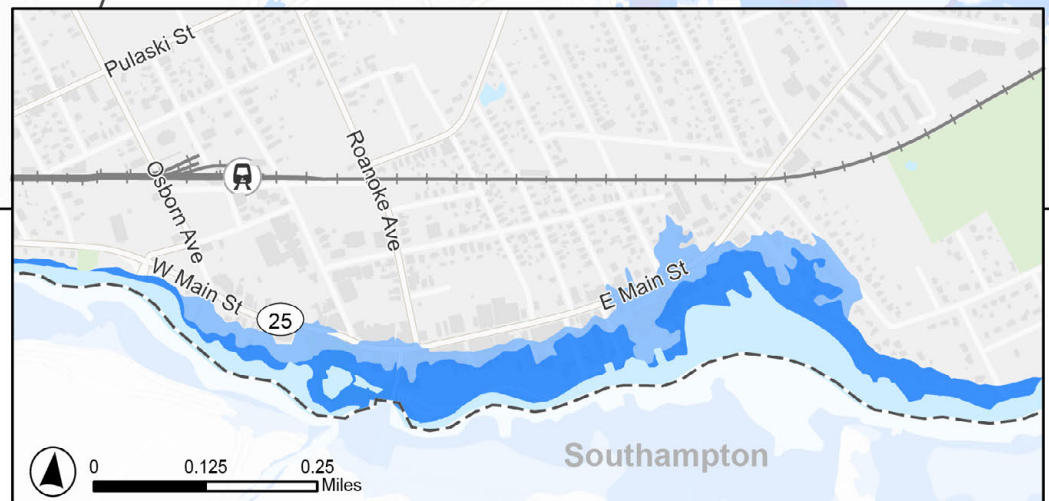 Pulaski St
Roanoke Ave
Osborn Ave
W Main St
25
E Main St
Southampton
0 0.125 0.25
Miles